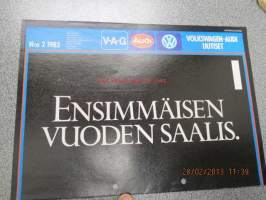 N:o 2 1983
V·A·G
Audi
VOLKSWAGEN-AUDI
UUTISET
ENSIMMÄISEN
VUODEN SAALIS.
28/02/2013 11:39